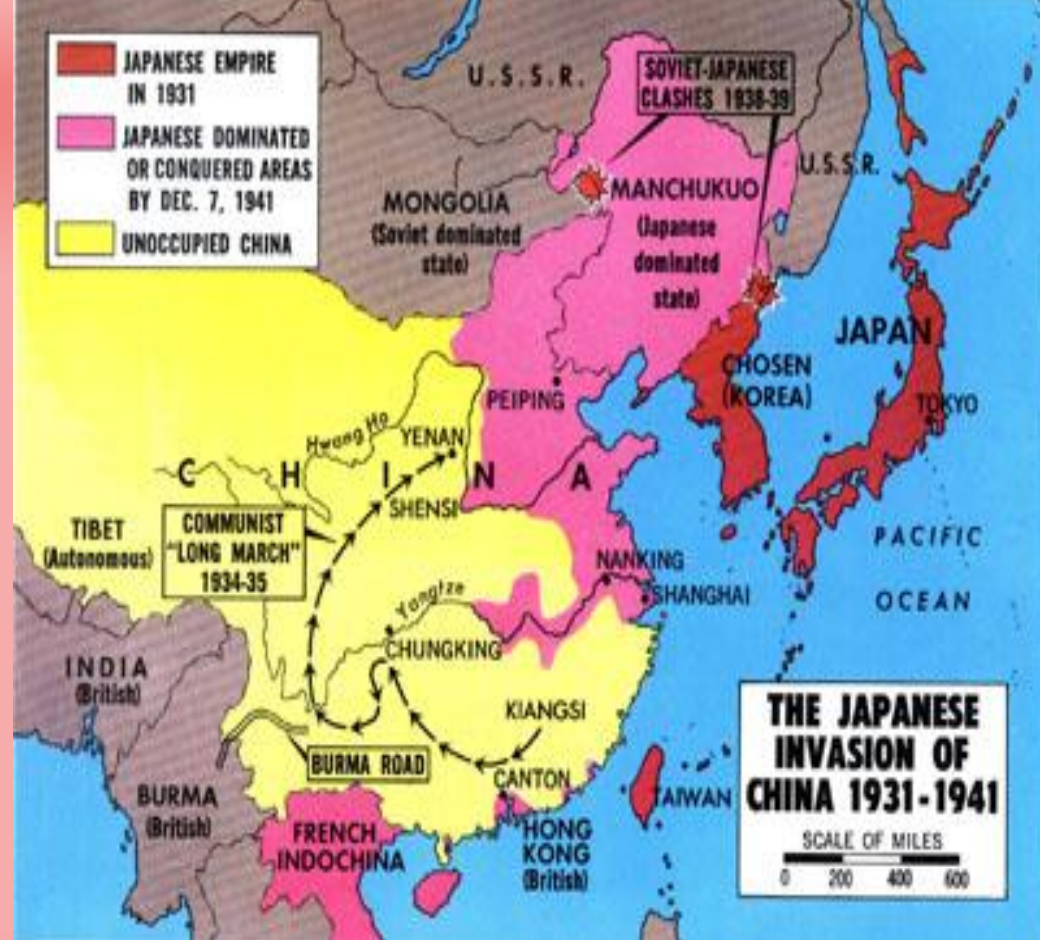 JAPANESE EMPIRE
IN 1931
JAPANESE DOMINATED
OR CONQUERED AREAS
BY DEC. 7, 1941
UNOCCUPIED CHINA
U.S.S.R.
SOVIET-JAPANESE
CLASHES 1938-39
U.S.S.R.
MONGOLIA
(Soviet dominated
state)
MANCHUKUO
(Japanese
dominated
state)
JAPAN
CHOSEN
(KOREA)
TOKYO
PEIPING
Hwang Ho
YENAN
CHINA
SHENSI
TIBET
(Autonomous)
COMMUNIST
"LONG MARCH"
1934-35
PACIFIC
OCEAN
NANKING
SHANGHAI
Yangtze
CHUNGKING
INDIA
(British)
KIANGSI
BURMA ROAD
CANTON
TAIWAN
BURMA
(British)
FRENCH
INDOCHINA
HONG
KONG
(British)
THE JAPANESE
INVASION OF
CHINA 1931-1941
SCALE OF MILES
0 200 400 600